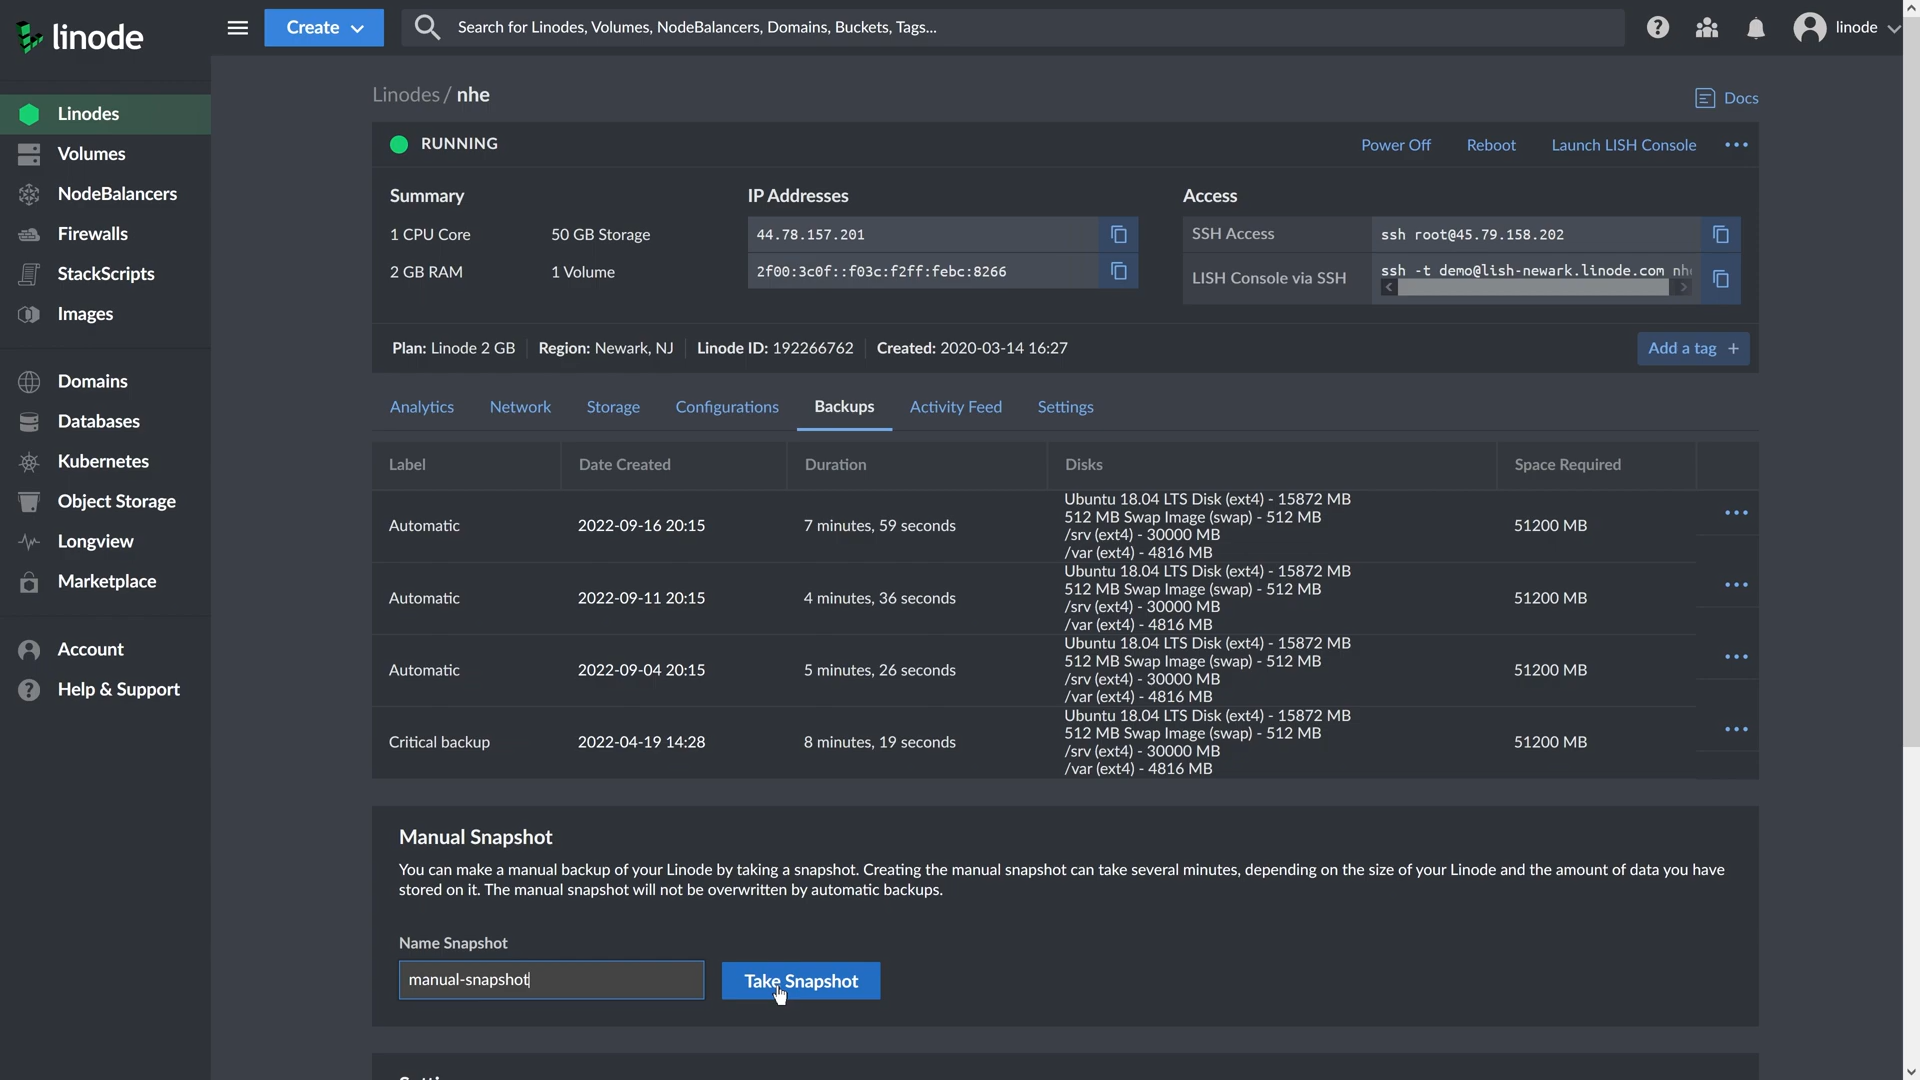 linode
Create
Search for Linodes, Volumes, NodeBalancers, Domains, Buckets, Tags...
linode
Linodes
Volumes
NodeBalancers
Firewalls
StackScripts
Images
Domains
Databases
Kubernetes
Object Storage
Longview
Marketplace
Account
Help & Support
Linodes / nhe
Docs
RUNNING
Power Off Reboot Launch LISH Console
Summary
1 CPU Core 50 GB Storage
2 GB RAM 1 Volume
IP Addresses
44.78.157.201
2f00:3c0f::f03c:f2ff:febc:8266
Access
SSH Access ssh root@45.79.158.202
LISH Console via SSH ssh -t demo@lish-newark.linode.com
Plan: Linode 2 GB Region: Newark, NJ Linode ID: 192266762 Created: 2020-03-14 16:27
Add a tag +
Analytics Network Storage Configurations Backups Activity Feed Settings
Label Date Created Duration Disks Space Required
Automatic 2022-09-16 20:15 7 minutes, 59 seconds
Ubuntu 18.04 LTS Disk (ext4) - 15872 MB
512 MB Swap Image (swap) - 512 MB
/srv (ext4) - 30000 MB
/var (ext4) - 4816 MB
51200 MB
Automatic 2022-09-11 20:15 4 minutes, 36 seconds
Ubuntu 18.04 LTS Disk (ext4) - 15872 MB
512 MB Swap Image (swap) - 512 MB
/srv (ext4) - 30000 MB
/var (ext4) - 4816 MB
51200 MB
Automatic 2022-09-04 20:15 5 minutes, 26 seconds
Ubuntu 18.04 LTS Disk (ext4) - 15872 MB
512 MB Swap Image (swap) - 512 MB
/srv (ext4) - 30000 MB
/var (ext4) - 4816 MB
51200 MB
Critical backup 2022-04-19 14:28 8 minutes, 19 seconds
Ubuntu 18.04 LTS Disk (ext4) - 15872 MB
512 MB Swap Image (swap) - 512 MB
/srv (ext4) - 30000 MB
/var (ext4) - 4816 MB
51200 MB
Manual Snapshot
You can make a manual backup of your Linode by taking a snapshot. Creating the manual snapshot can take several minutes, depending on the size of your Linode and the amount of data you have
stored on it. The manual snapshot will not be overwritten by automatic backups.
Name Snapshot
manual-snapshot
Take Snapshot